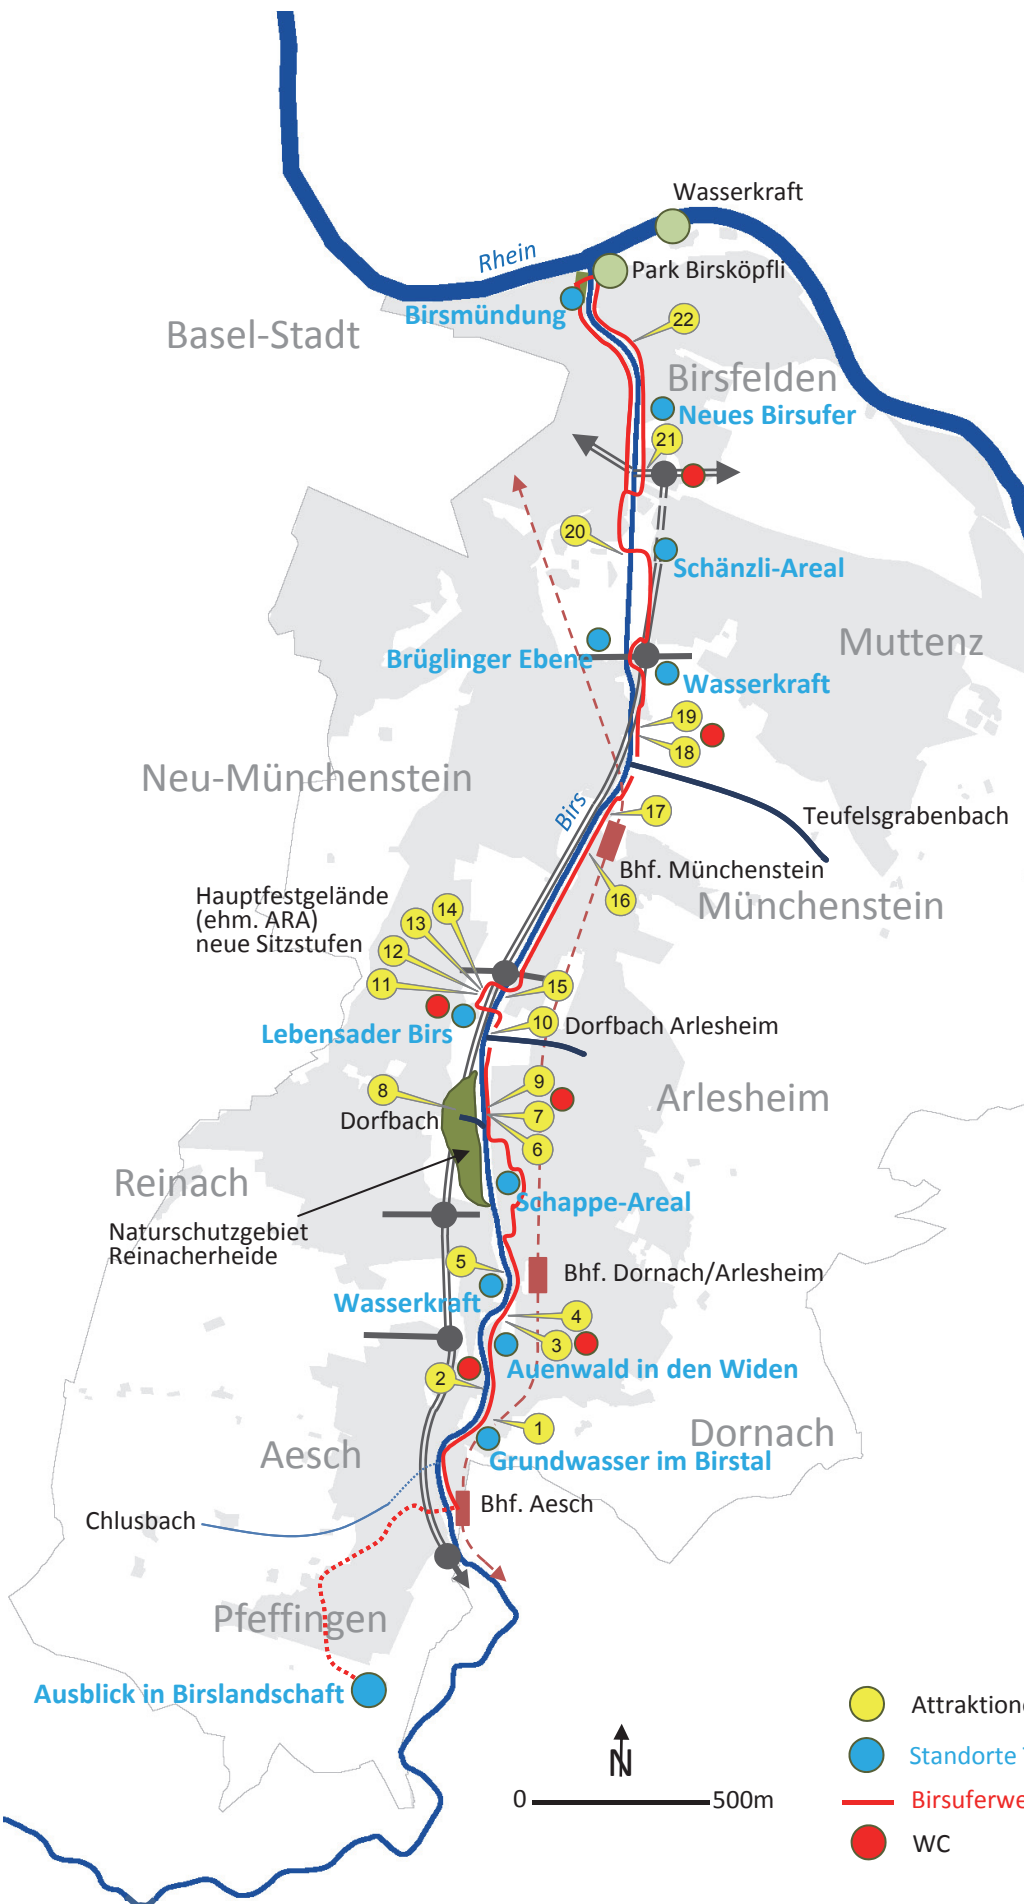 Wasserkraft
Rhein
Park Birsköpfli
Birsmündung
22
Basel-Stadt
Birsfelden
Neues Birsufer
21
20
Schänzli-Areal
Muttenz
Brüglinger Ebene
Wasserkraft
19
18
Neu-Münchenstein
Birs
17
Teufelsgrabenbach
Bhf. Münchenstein
16
Münchenstein
Hauptfestgelände
(ehm. ARA)
neue Sitzstufen
14
13
12
11
15
10
Dorfbach Arlesheim
Lebensader Birs
9
8
7
Dorfbach
6
Arlesheim
Reinach
Schappe-Areal
Naturschutzgebiet
Reinacherheide
5
Bhf. Dornach/Arlesheim
Wasserkraft
4
3
Auenwald in den Widen
2
1
Dornach
Aesch
Grundwasser im Birstal
Bhf. Aesch
Chlusbach
Pfeffingen
Ausblick in Birslandschaft
N
0
500m
Attraktion
Standorte
Birsuferwe
WC